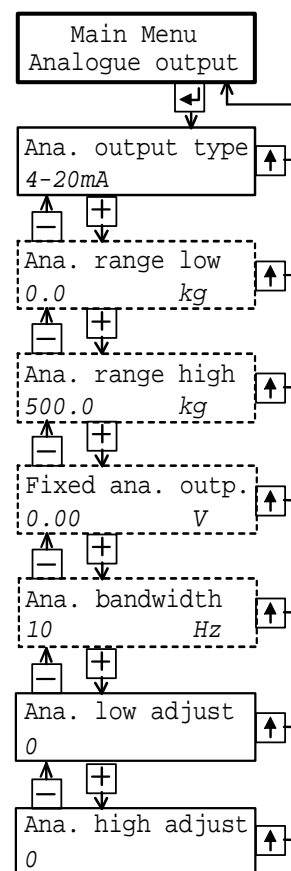 Main Menu
Analogue output
Ana. output type
4-20mA
Ana. range low
0.0 kg
Ana. range high
500.0 kg
Fixed ana. outp.
0.00 V
Ana. bandwidth
10 Hz
Ana. low adjust
0
Ana. high adjust
0